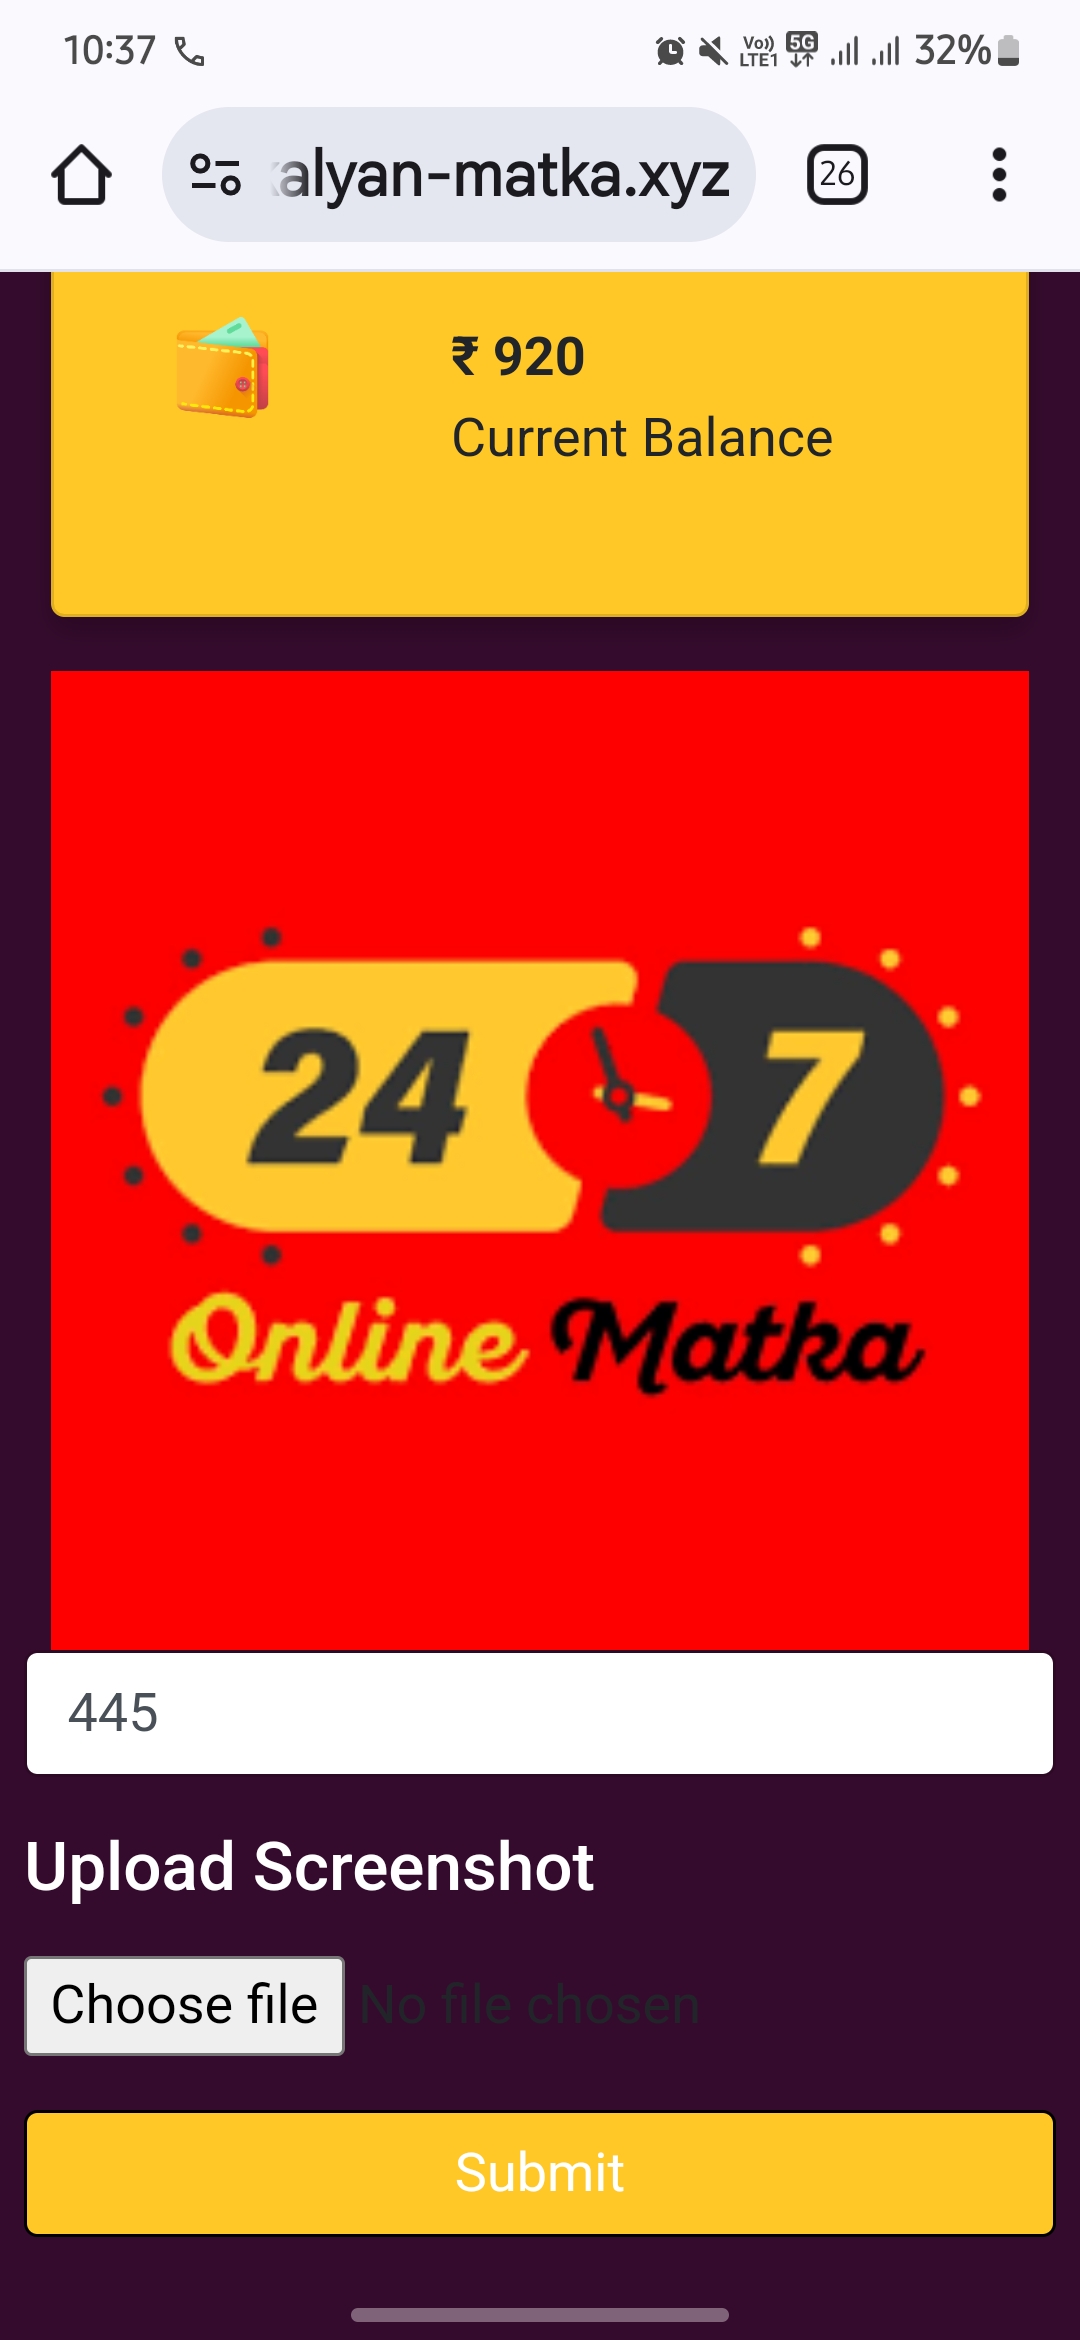 10:37 Vo)) LTE1 5G 32%
alyan-matka.xyz 26
₹ 920
Current Balance
24 7
Online Matka
445
Upload Screenshot
Choose file No file chosen
Submit